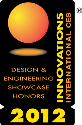 INNOVATIONS
INTERNATIONAL CES
®
DESIGN &
ENGINEERING
SHOWCASE
HONORS
2012